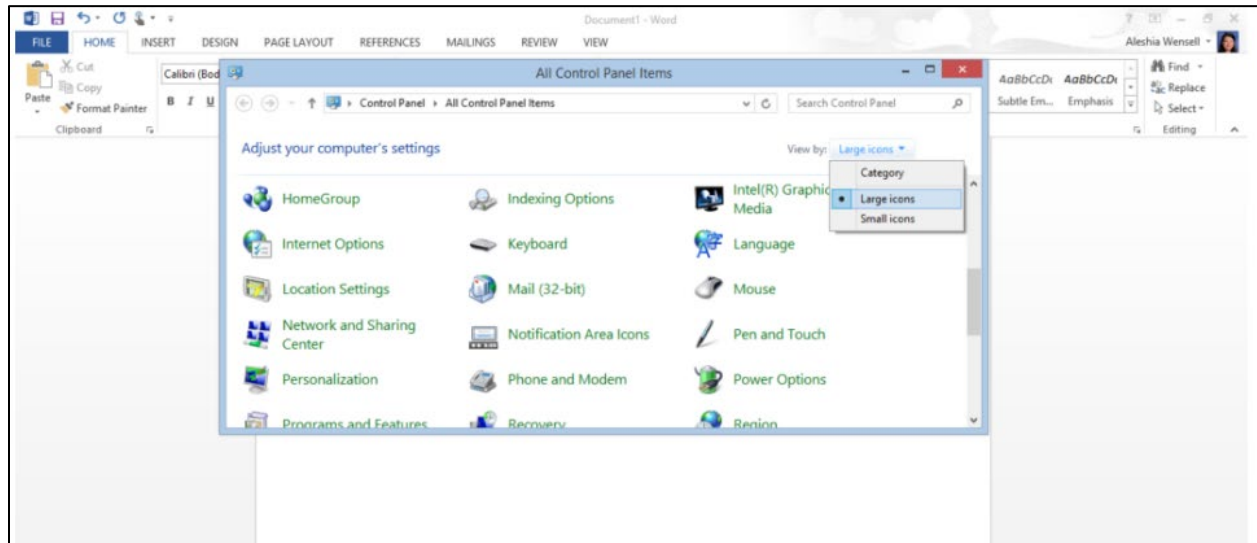 Document1 - Word
FILE HOME INSERT DESIGN PAGE LAYOUT REFERENCES MAILINGS REVIEW VIEW
Aleshia Wensell
Cut
Copy
Format Painter
Paste
Clipboard
Calibri (Bod
B I U
AaBbCcDı AaBbCcDı
Subtle Em... Emphasis
Find
Replace
Select
Editing
All Control Panel Items
Control Panel All Control Panel Items
Search Control Panel
Adjust your computer's settings
View by: Large icons
Category
Large icons
Small icons
HomeGroup
Indexing Options
Intel(R) Graphic
Media
Internet Options
Keyboard
Language
Location Settings
Mail (32-bit)
Mouse
Network and Sharing
Center
Notification Area Icons
Pen and Touch
Personalization
Phone and Modem
Power Options
Programs and Features
Recovery
Region